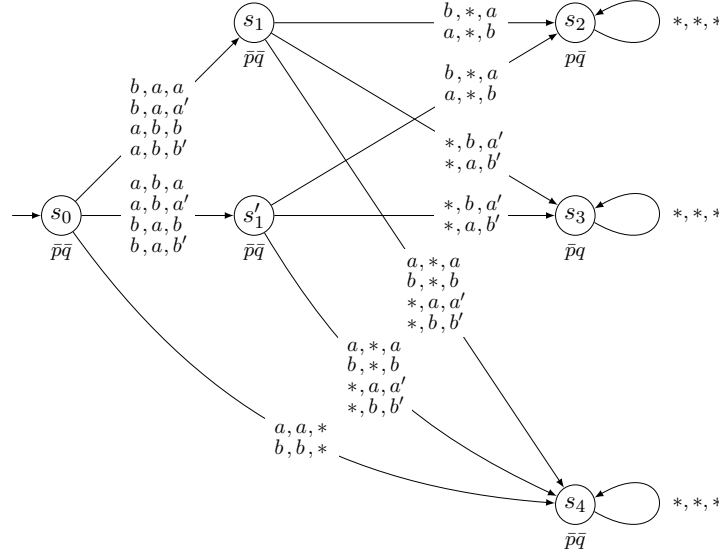 s₁
p̄q̄
b, *, a
a, *, b
s₂
pq̄
*, *, *
b, *, a
a, *, b
b, a, a
b, a, a′
a, b, b
a, b, b′
*, b, a′
*, a, b′
s₀
p̄q̄
a, b, a
a, b, a′
b, a, b
b, a, b′
s′₁
p̄q̄
*, b, a′
*, a, b′
s₃
p̄q
*, *, *
a, *, a
b, *, b
*, a, a′
*, b, b′
a, *, a
b, *, b
*, a, a′
*, b, b′
a, a, *
b, b, *
s₄
p̄q̄
*, *, *